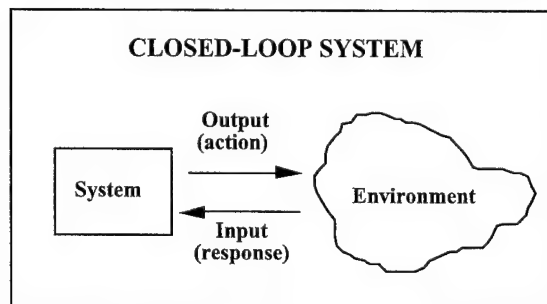 CLOSED-LOOP SYSTEM
Output
(action)
System
Environment
Input
(response)